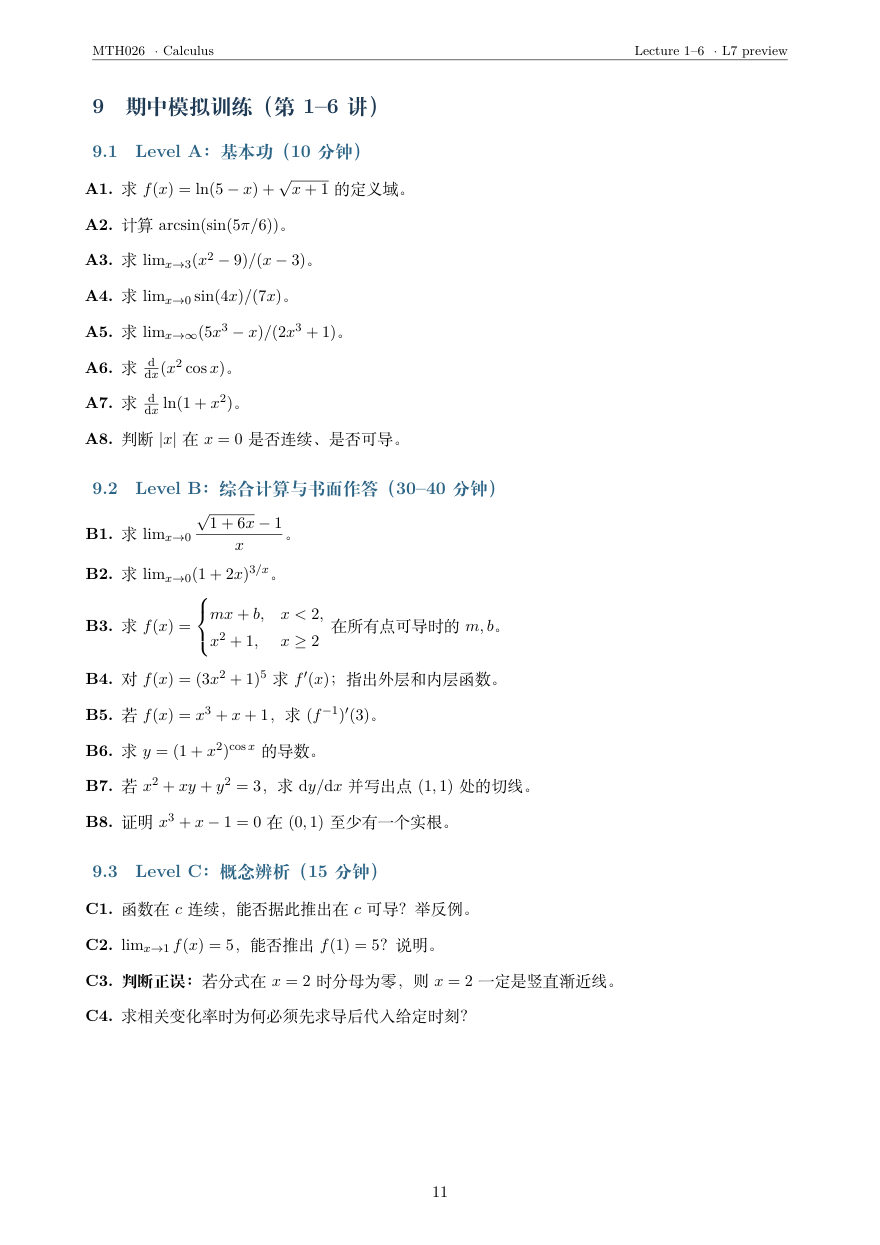 MTH026 · Calculus Lecture 1–6 · L7 preview
9 期中模拟训练（第 1–6 讲）
9.1 Level A：基本功（10 分钟）
A1. 求 f(x) = ln(5 − x) + √(x + 1) 的定义域。
A2. 计算 arcsin(sin(5π/6))。
A3. 求 lim_{x→3}(x² − 9)/(x − 3)。
A4. 求 lim_{x→0} sin(4x)/(7x)。
A5. 求 lim_{x→∞}(5x³ − x)/(2x³ + 1)。
A6. 求 d/dx (x² cos x)。
A7. 求 d/dx ln(1 + x²)。
A8. 判断 |x| 在 x = 0 是否连续、是否可导。
9.2 Level B：综合计算与书面作答（30–40 分钟）
B1. 求 lim_{x→0} (√(1 + 6x) − 1)/x。
B2. 求 lim_{x→0}(1 + 2x)^{3/x}。
B3. 求 f(x) = { mx + b, x < 2, x² + 1, x ≥ 2 在所有点可导时的 m, b。
B4. 对 f(x) = (3x² + 1)⁵ 求 f′(x)；指出外层和内层函数。
B5. 若 f(x) = x³ + x + 1，求 (f⁻¹)′(3)。
B6. 求 y = (1 + x²)^{cos x} 的导数。
B7. 若 x² + xy + y² = 3，求 dy/dx 并写出点 (1, 1) 处的切线。
B8. 证明 x³ + x − 1 = 0 在 (0, 1) 至少有一个实根。
9.3 Level C：概念辨析（15 分钟）
C1. 函数在 c 连续，能否据此推出在 c 可导？举反例。
C2. lim_{x→1} f(x) = 5，能否推出 f(1) = 5？说明。
C3. 判断正误：若分式在 x = 2 时分母为零，则 x = 2 一定是竖直渐近线。
C4. 求相关变化率时为何必须先求导后代入给定时刻？
11